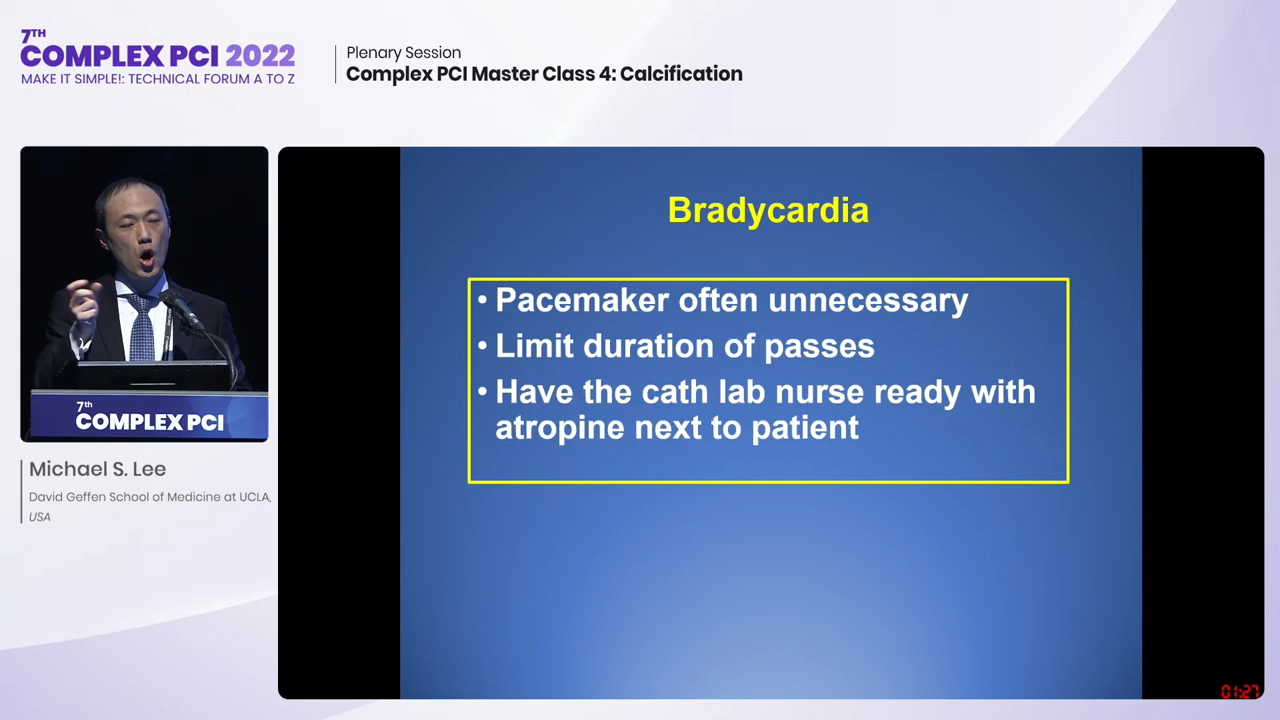 7TH
COMPLEX PCI 2022
MAKE IT SIMPLE!: TECHNICAL FORUM A TO Z
Plenary Session
Complex PCI Master Class 4: Calcification
Bradycardia
• Pacemaker often unnecessary
• Limit duration of passes
• Have the cath lab nurse ready with
atropine next to patient
7th
COMPLEX PCI
Michael S. Lee
David Geffen School of Medicine at UCLA,
USA
01:27